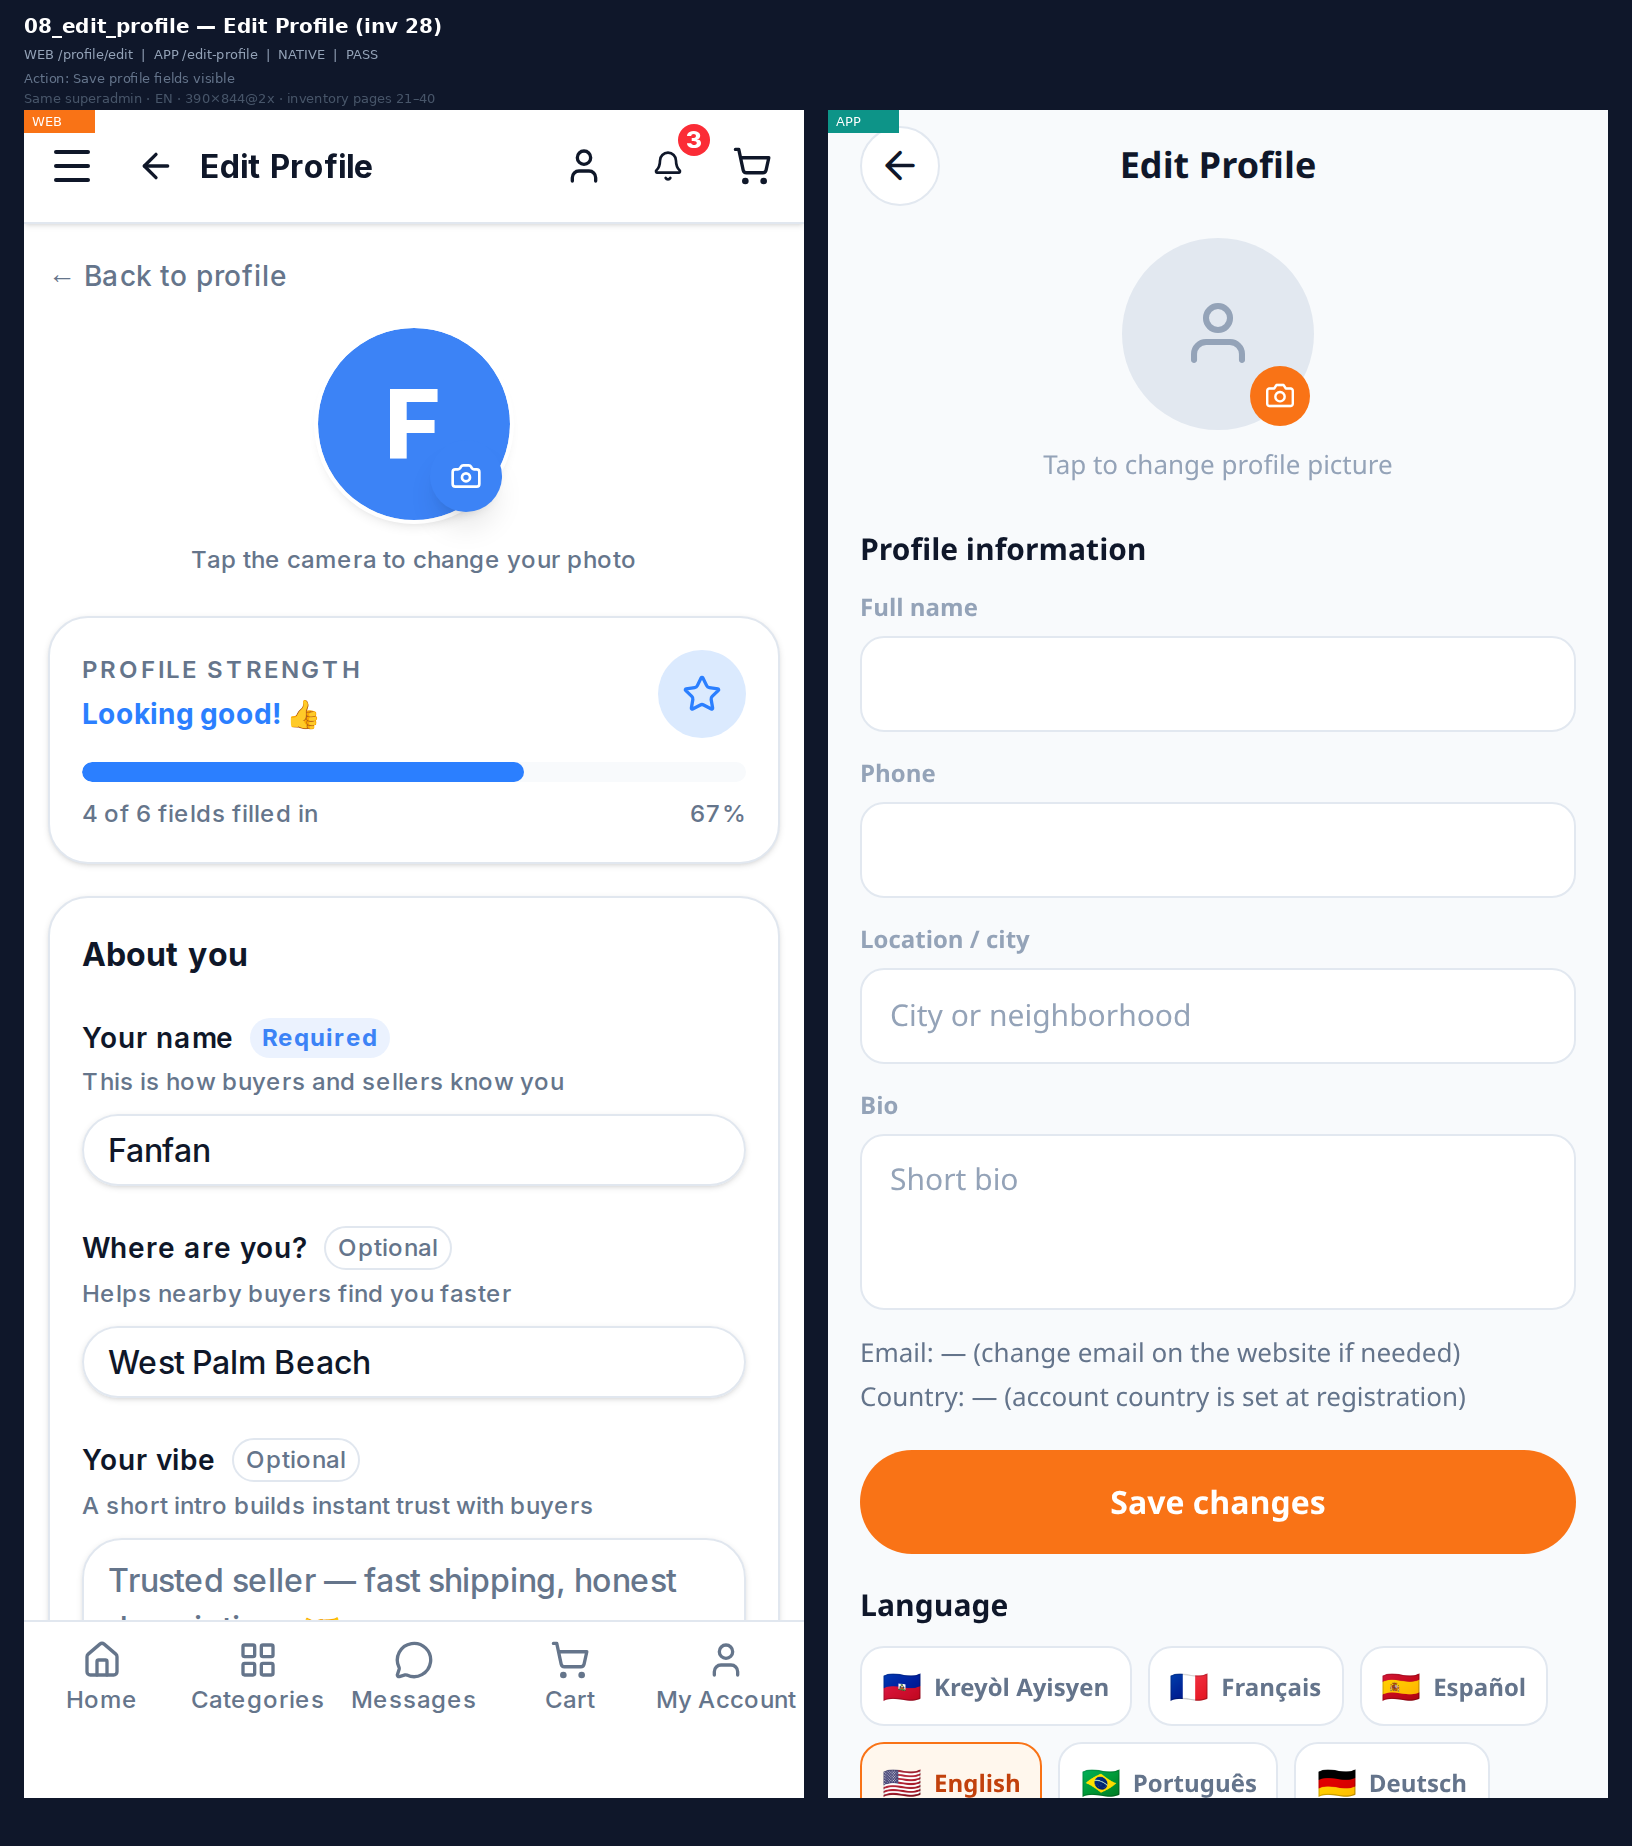 08_edit_profile — Edit Profile (inv 28)
WEB /profile/edit | APP /edit-profile | NATIVE | PASS
Action: Save profile fields visible
Same superadmin · EN · 390×844@2x · inventory pages 21–40
WEB
Edit Profile
3
← Back to profile
F
Tap the camera to change your photo
PROFILE STRENGTH
Looking good! 👍
4 of 6 fields filled in
67%
About you
Your name Required
This is how buyers and sellers know you
Fanfan
Where are you? Optional
Helps nearby buyers find you faster
West Palm Beach
Your vibe Optional
A short intro builds instant trust with buyers
Trusted seller — fast shipping, honest
Home
Categories
Messages
Cart
My Account
APP
Edit Profile
Tap to change profile picture
Profile information
Full name
Phone
Location / city
City or neighborhood
Bio
Short bio
Email: — (change email on the website if needed)
Country: — (account country is set at registration)
Save changes
Language
Kreyòl Ayisyen
Français
Español
English
Português
Deutsch